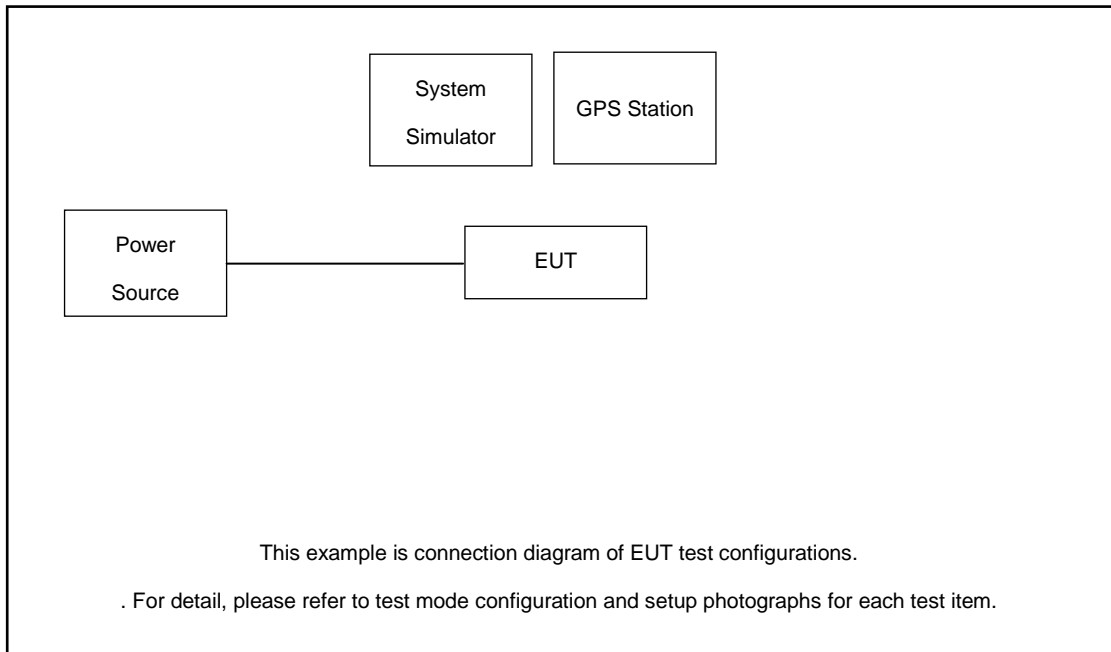 System
Simulator
GPS Station
Power
Source
EUT
This example is connection diagram of EUT test configurations.
. For detail, please refer to test mode configuration and setup photographs for each test item.